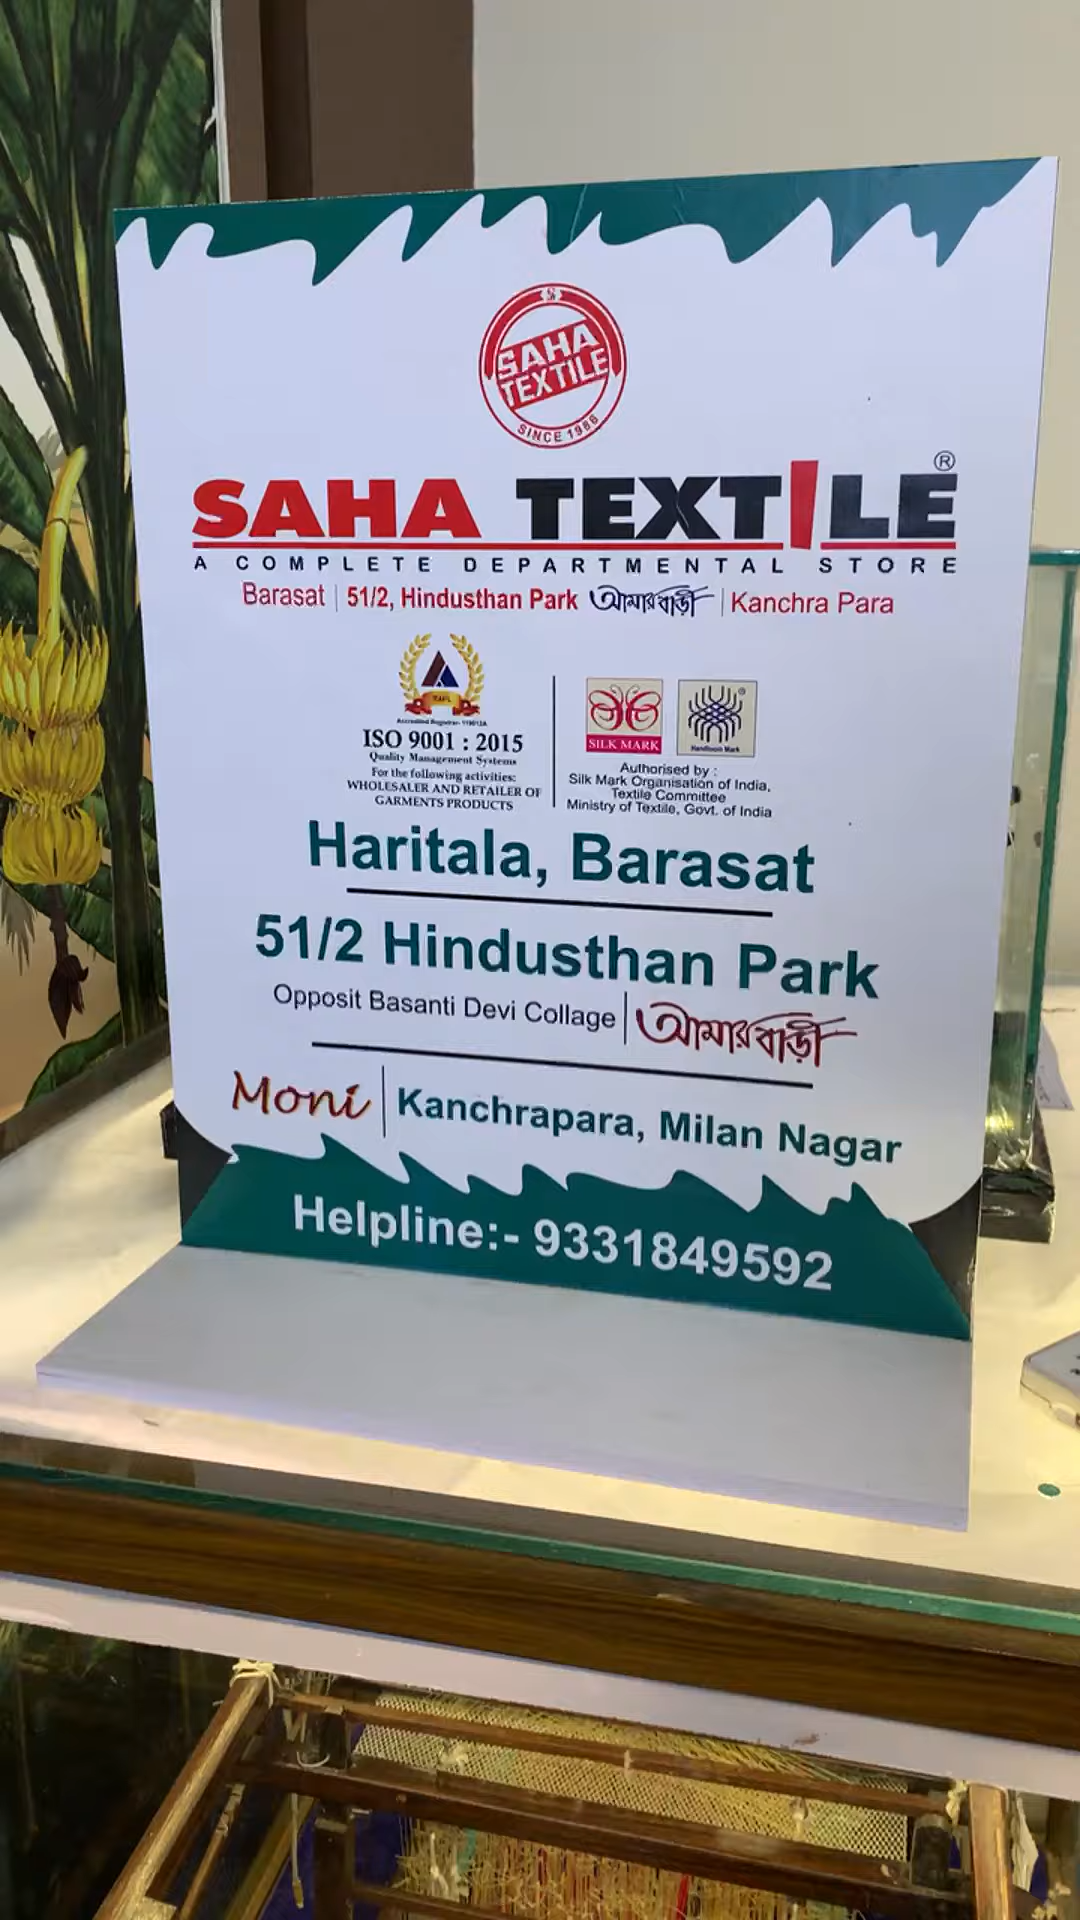 SAHA
TEXTILE
SINCE 1986
SAHA TEXTILE®
A COMPLETE DEPARTMENTAL STORE
Barasat | 51/2, Hindusthan Park আমার বাড়ী | Kanchra Para
ISO 9001 : 2015
Quality Management Systems
For the following activities:
WHOLESALER AND RETAILER OF
GARMENTS PRODUCTS
SILK MARK
Handloom Mark
Authorised by :
Silk Mark Organisation of India,
Textile Committee
Ministry of Textile, Govt. of India
Haritala, Barasat
51/2 Hindusthan Park
Opposit Basanti Devi Collage | আমার বাড়ী
Moni | Kanchrapara, Milan Nagar
Helpline:- 9331849592